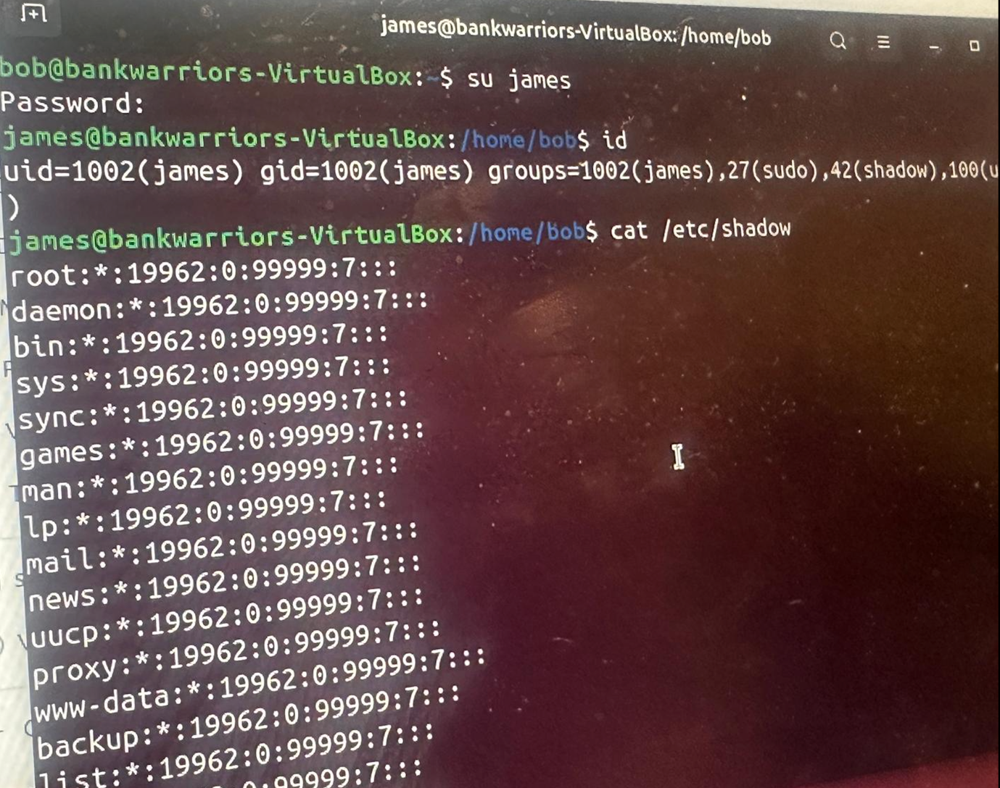 james@bankwarriors-VirtualBox: /home/bob
bob@bankwarriors-VirtualBox:~$ su james
Password:
james@bankwarriors-VirtualBox:/home/bob$ id
uid=1002(james) gid=1002(james) groups=1002(james),27(sudo),42(shadow),100(u
)
james@bankwarriors-VirtualBox:/home/bob$ cat /etc/shadow
root:*:19962:0:99999:7:::
daemon:*:19962:0:99999:7:::
bin:*:19962:0:99999:7:::
sys:*:19962:0:99999:7:::
sync:*:19962:0:99999:7:::
games:*:19962:0:99999:7:::
man:*:19962:0:99999:7:::
lp:*:19962:0:99999:7:::
mail:*:19962:0:99999:7:::
news:*:19962:0:99999:7:::
uucp:*:19962:0:99999:7:::
proxy:*:19962:0:99999:7:::
www-data:*:19962:0:99999:7:::
backup:*:19962:0:99999:7:::
list:*:19962:0:99999:7:::
:0:99999:7:::